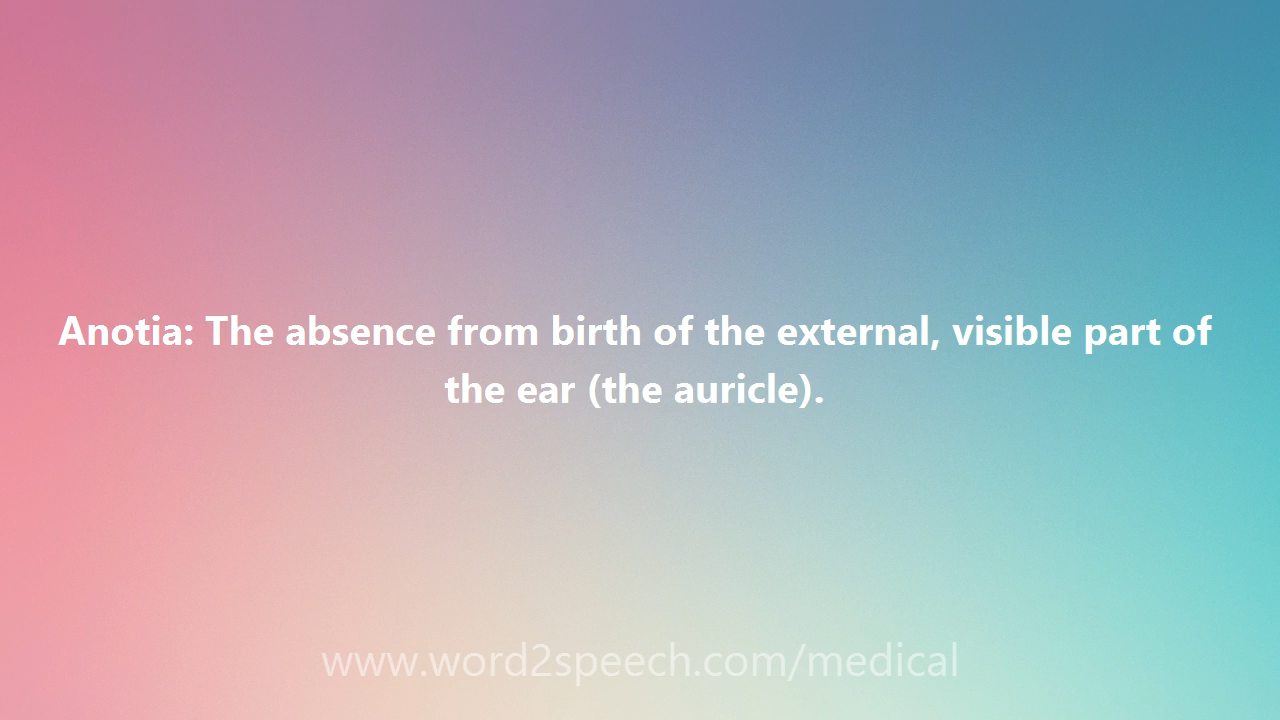 Anotia: The absence from birth of the external, visible part of
the ear (the auricle).
www.word2speech.com/medical